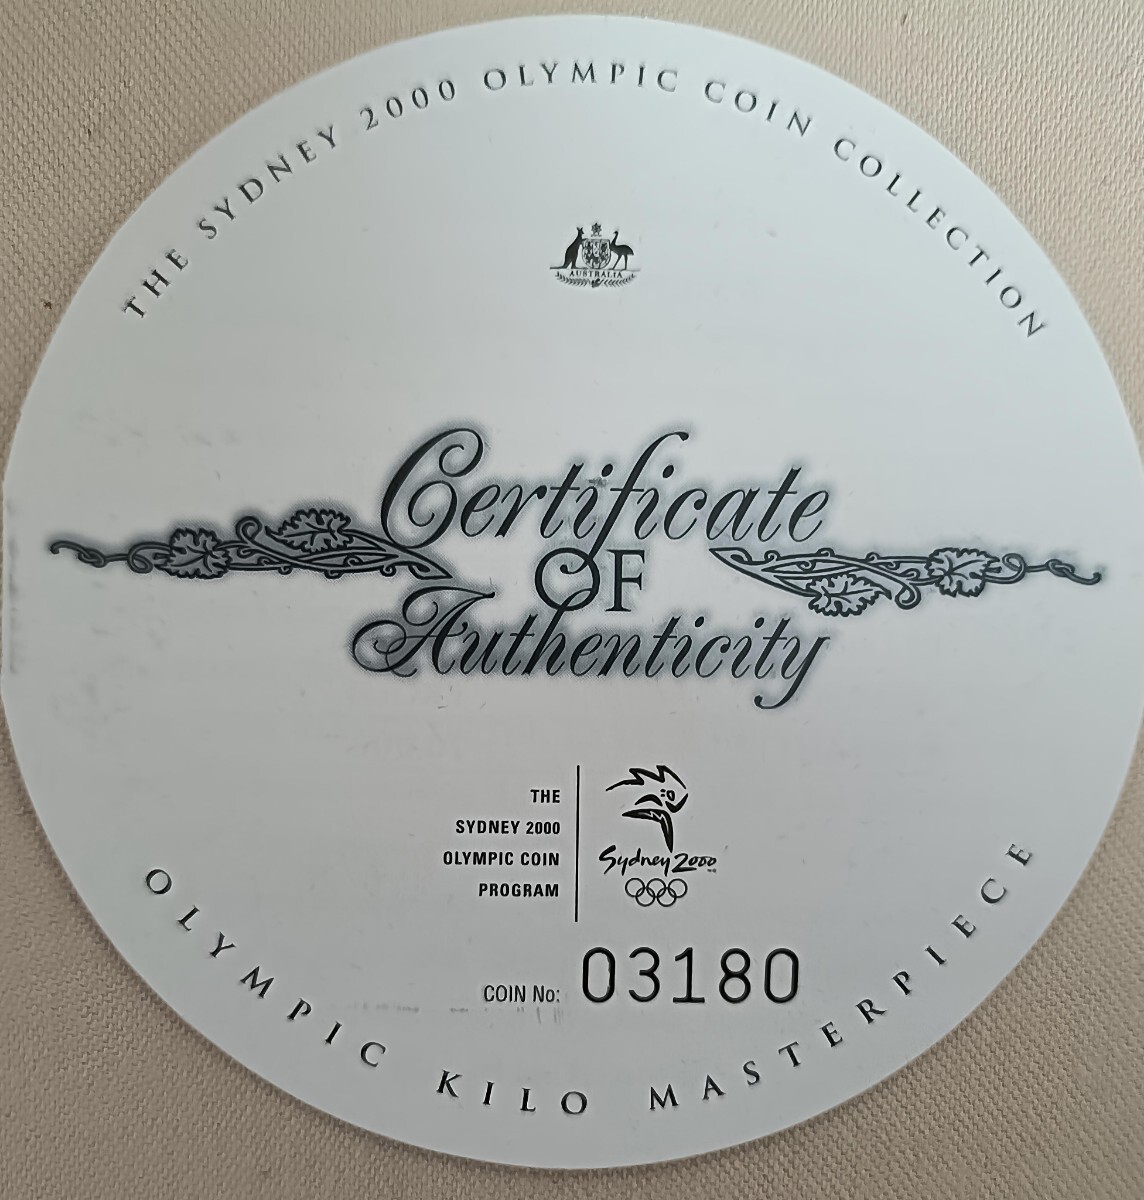 THE SYDNEY 2000 OLYMPIC COIN COLLECTION
AUSTRALIA
Certificate
OF
Authenticity
THE
SYDNEY 2000
OLYMPIC COIN
PROGRAM
Sydney 2000
COIN No: 03180
OLYMPIC KILO MASTERPIECE